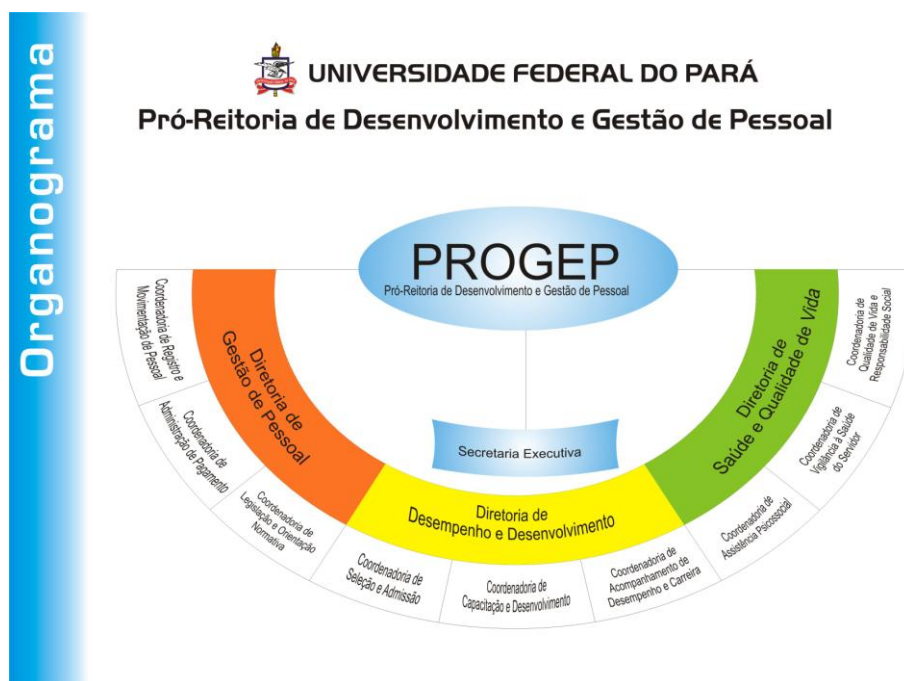 Organograma
UNIVERSIDADE FEDERAL DO PARÁ
Pró-Reitoria de Desenvolvimento e Gestão de Pessoal
PROGEP
Pró-Reitoria de Desenvolvimento e Gestão de Pessoal
Secretaria Executiva
Diretoria de
Gestão de Pessoal
Coordenadoria de Registro e
Movimentação de Pessoal
Coordenadoria de
Administração de Pagamento
Coordenadoria de
Legislação e Orientação
Normativa
Diretoria de
Desempenho e Desenvolvimento
Coordenadoria de
Seleção e Admissão
Coordenadoria de
Capacitação e Desenvolvimento
Coordenadoria de
Acompanhamento de
Desempenho e Carreira
Diretoria de
Saúde e Qualidade de Vida
Coordenadoria de
Assistência Psicossocial
Coordenadoria de
Vigilância à Saúde
do Servidor
Coordenadoria de
Qualidade de Vida e
Responsabilidade Social